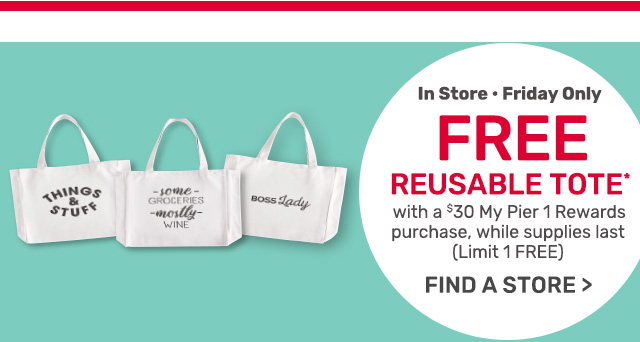 THINGS
&
STUFF
-some-
GROCERIES
-mostly-
WINE
BOSS Lady
In Store • Friday Only
FREE
REUSABLE TOTE*
with a $30 My Pier 1 Rewards
purchase, while supplies last
(Limit 1 FREE)
FIND A STORE >